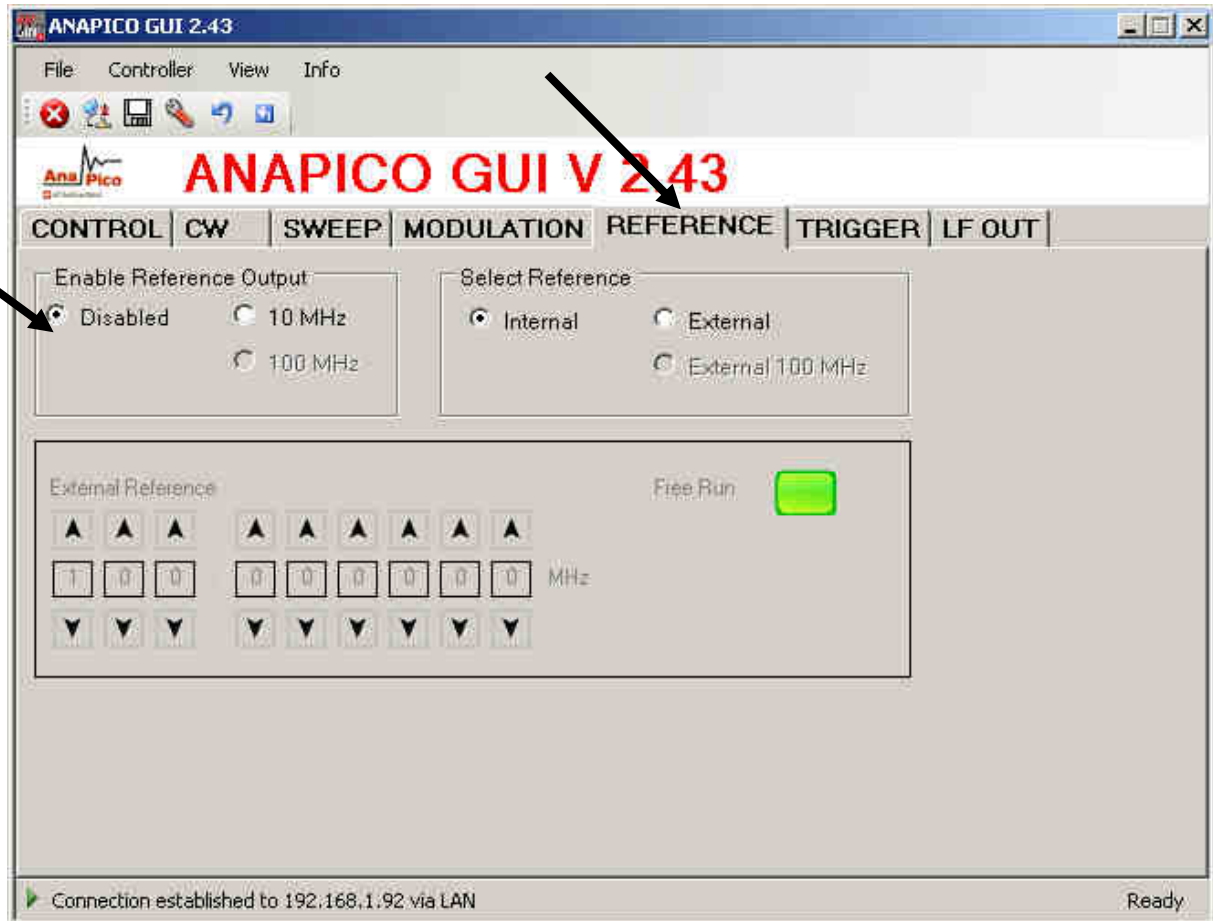 ANAPICO GUI 2.43
File Controller View Info
Ana Pico
ANAPICO GUI V 2.43
CONTROL CW SWEEP MODULATION REFERENCE TRIGGER LF OUT
Enable Reference Output
Disabled 10 MHz
100 MHz
Select Reference
Internal External
External 100 MHz
External Reference Free Run
1 0 0 0 0 0 0 0 0 MHz
Connection established to 192.168.1.92 via LAN Ready